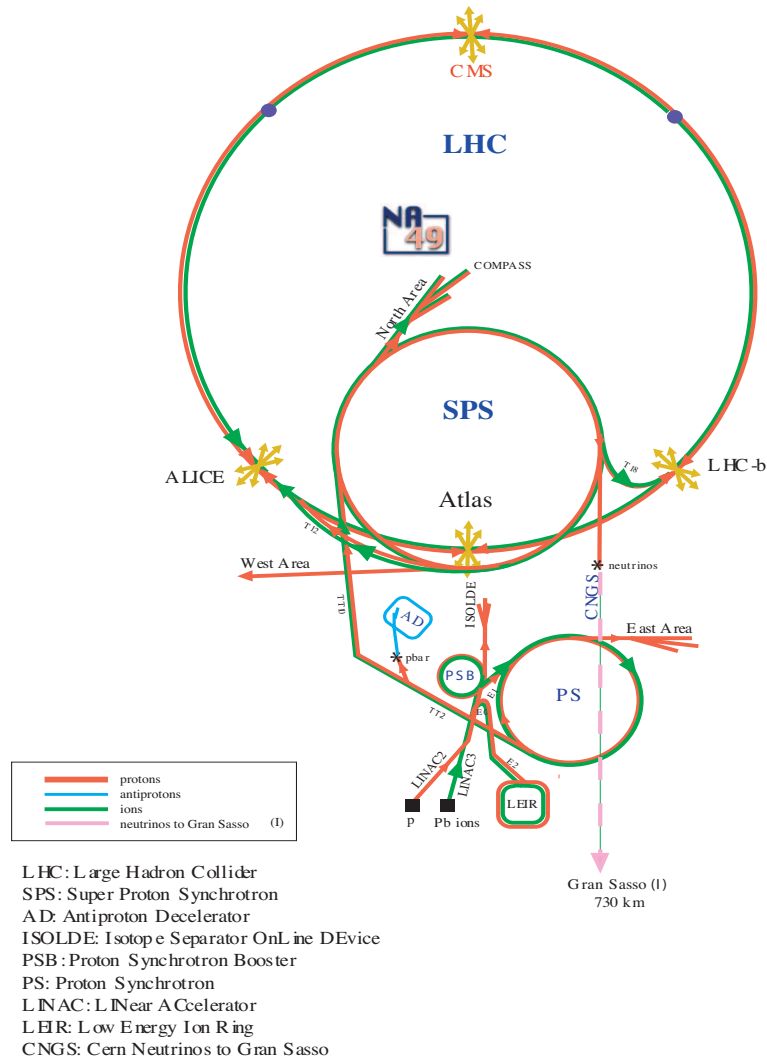 CMS
LHC
NA
49
COMPASS
North Area
SPS
ALICE
TI8
LHC-b
Atlas
TI2
West Area
neutrinos
CNGS
ISOLDE
TTD
AD
East Area
pbar
PSB
E1
PS
TT2
E0
E2
LINAC2
LINAC3
LEIR
p
Pb ions
protons
antiprotons
ions
neutrinos to Gran Sasso (I)
Gran Sasso (I)
730 km
LHC: Large Hadron Collider
SPS: Super Proton Synchrotron
AD: Antiproton Decelerator
ISOLDE: Isotope Separator OnLine DEvice
PSB: Proton Synchrotron Booster
PS: Proton Synchrotron
LINAC: LINear ACcelerator
LEIR: Low Energy Ion Ring
CNGS: Cern Neutrinos to Gran Sasso